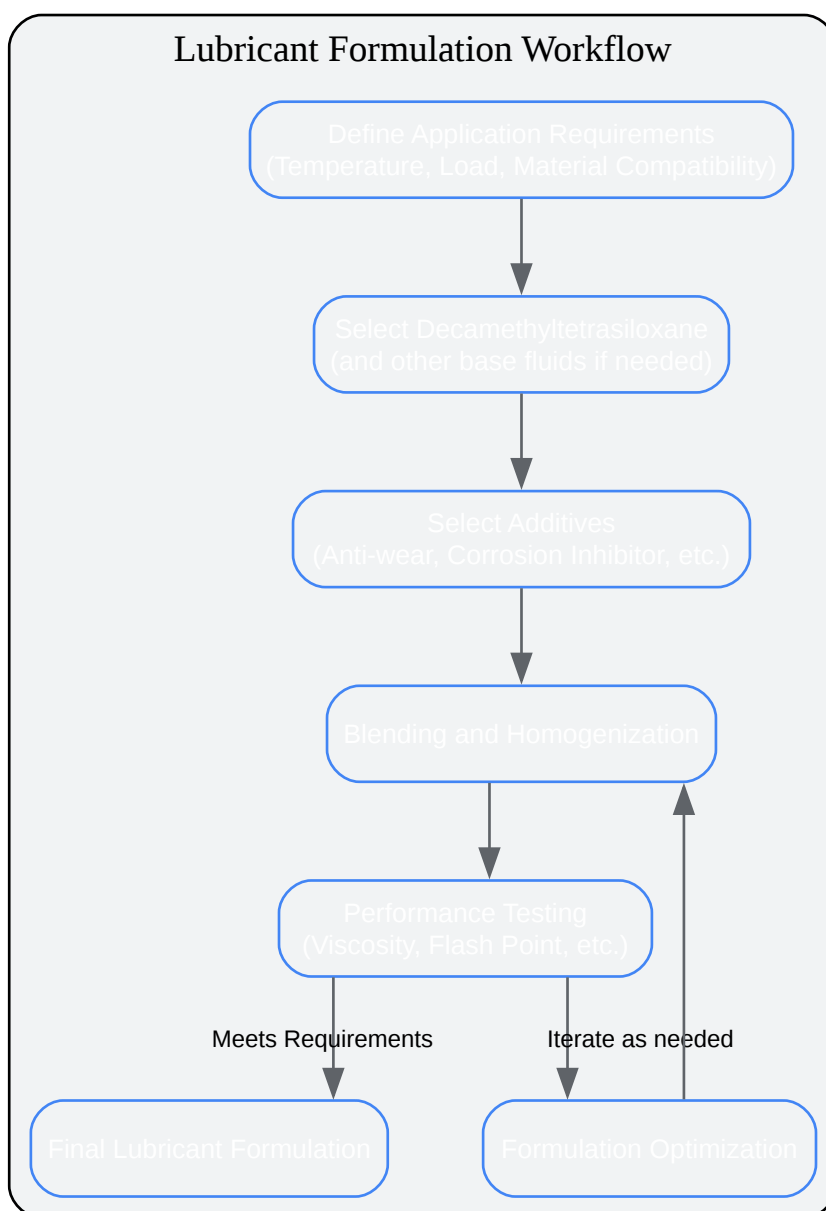 Lubricant Formulation Workflow
Define Application Requirements
(Temperature, Load, Material Compatibility)
Select Decamethyltetrasiloxane
(and other base fluids if needed)
Select Additives
(Anti-wear, Corrosion Inhibitor, etc.)
Blending and Homogenization
Performance Testing
(Viscosity, Flash Point, etc.)
Meets Requirements
Iterate as needed
Final Lubricant Formulation
Formulation Optimization